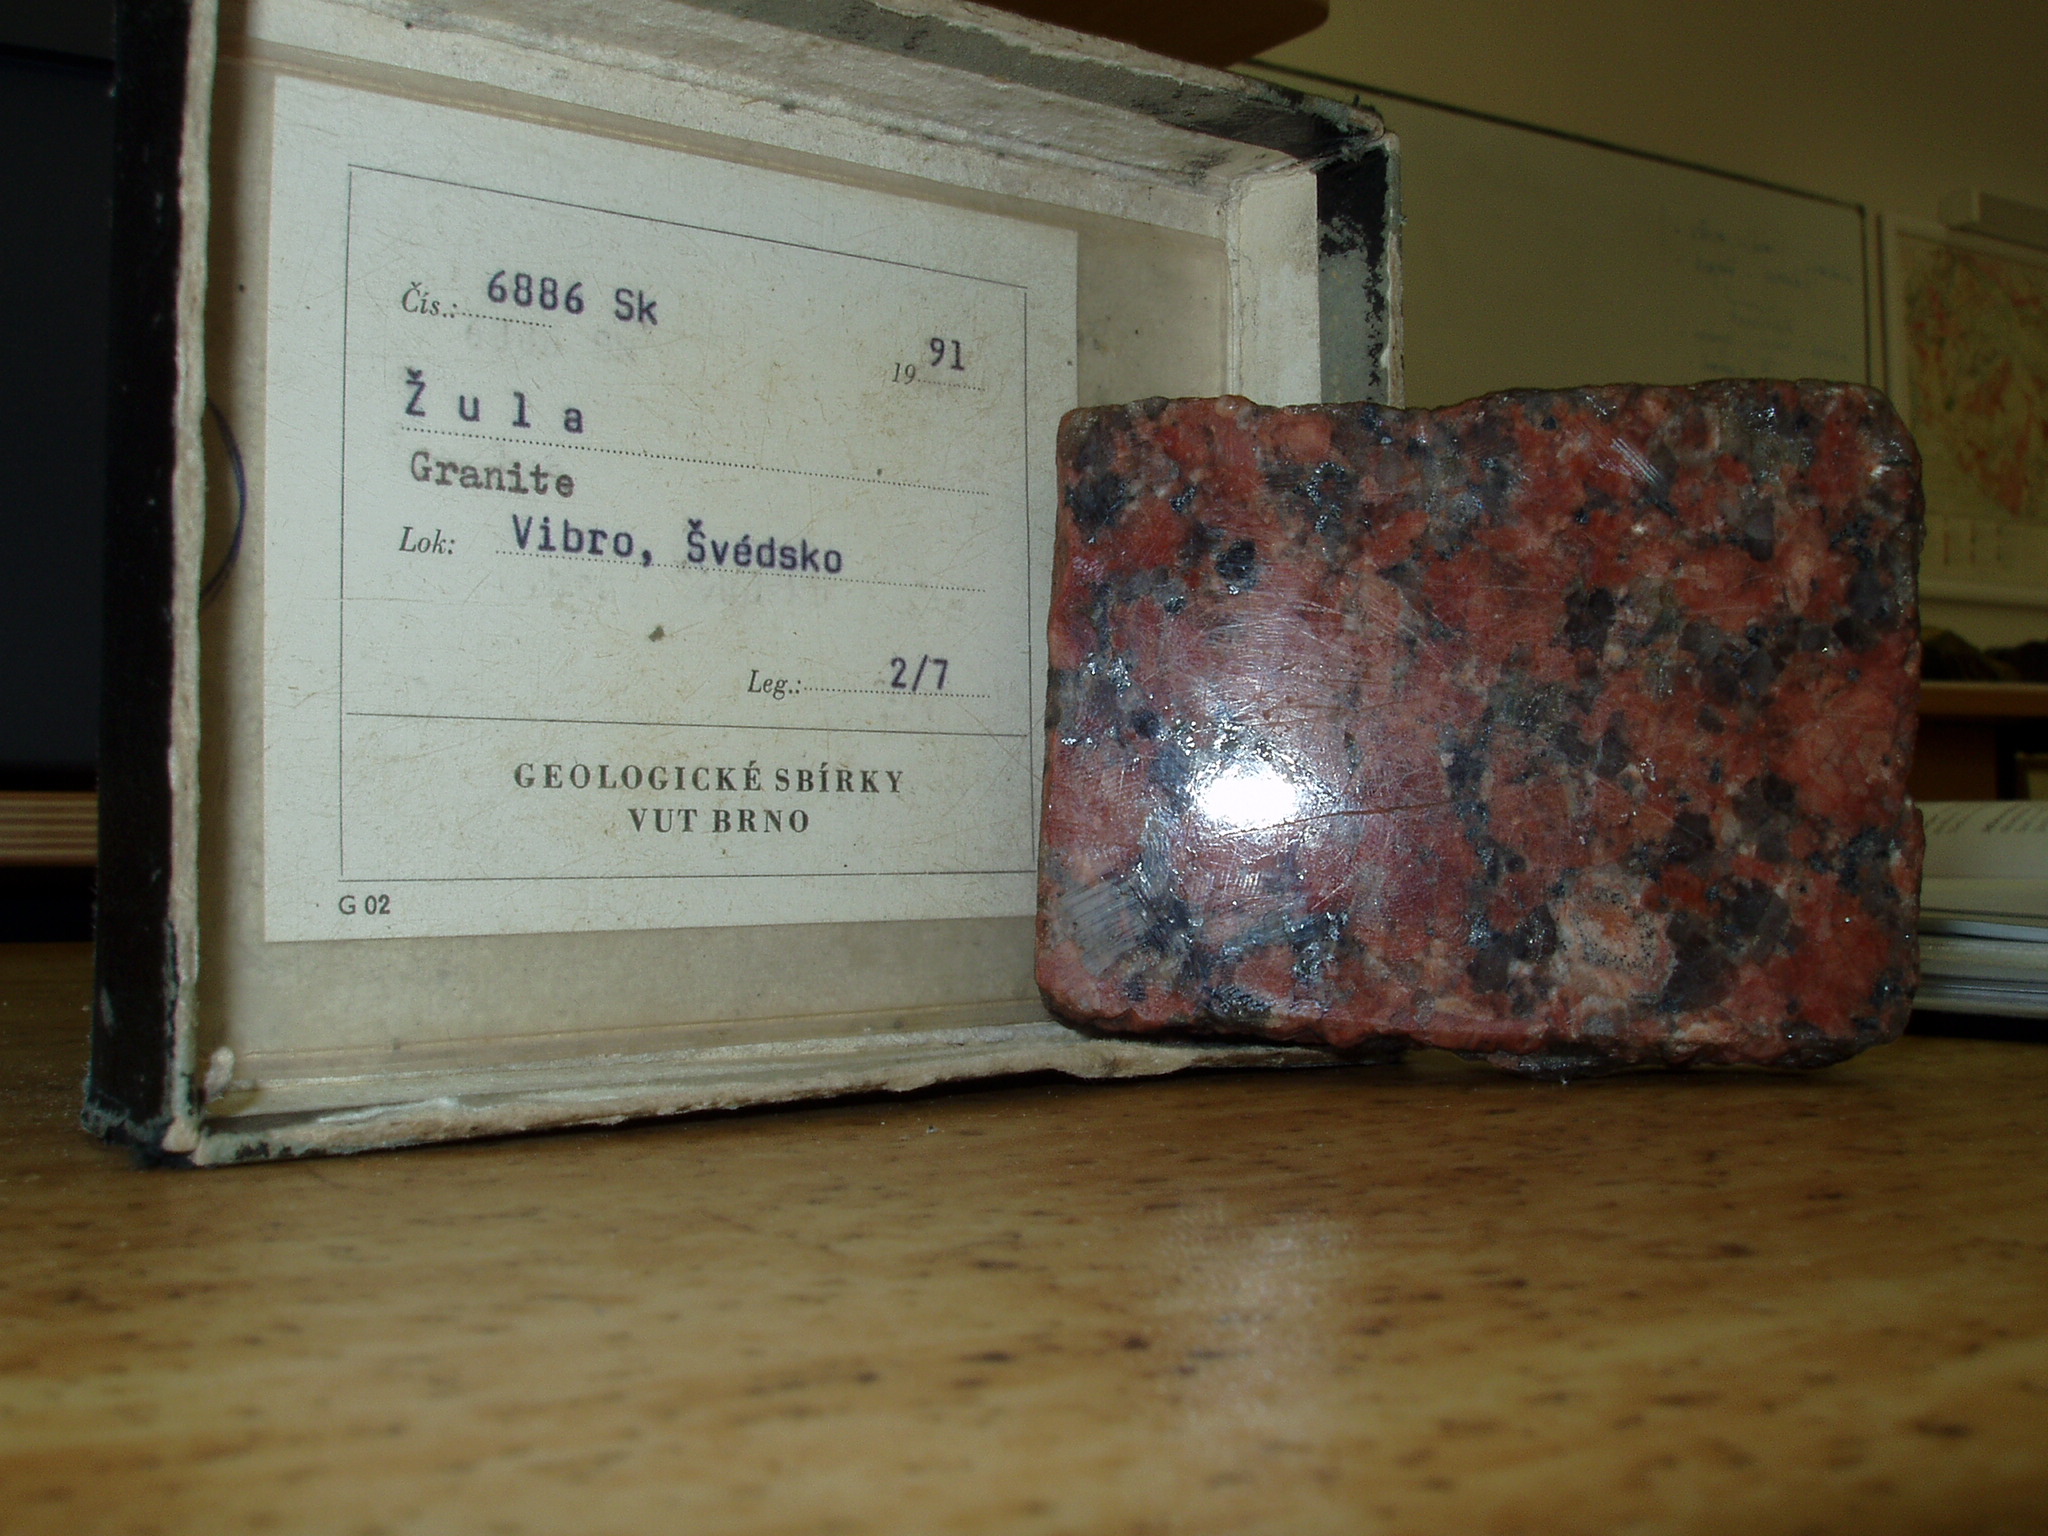 Čís.: 6886 Sk
19 91
Žula
Granite
Lok: Vibro, Švédsko
Leg.: 2/7
GEOLOGICKÉ SBÍRKY
VUT BRNO
G 02